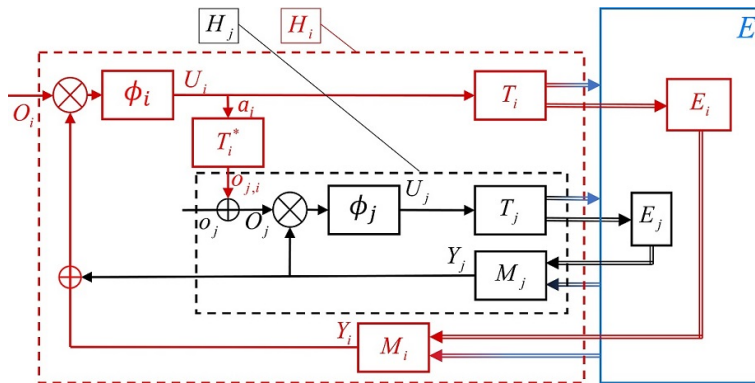 H_j H_i E
U_i
O_i ϕ_i a_i T_i E_i
T_i^*
o_{j,i} U_j
o_j O_j ϕ_j T_j E_j
Y_j M_j
Y_i M_i